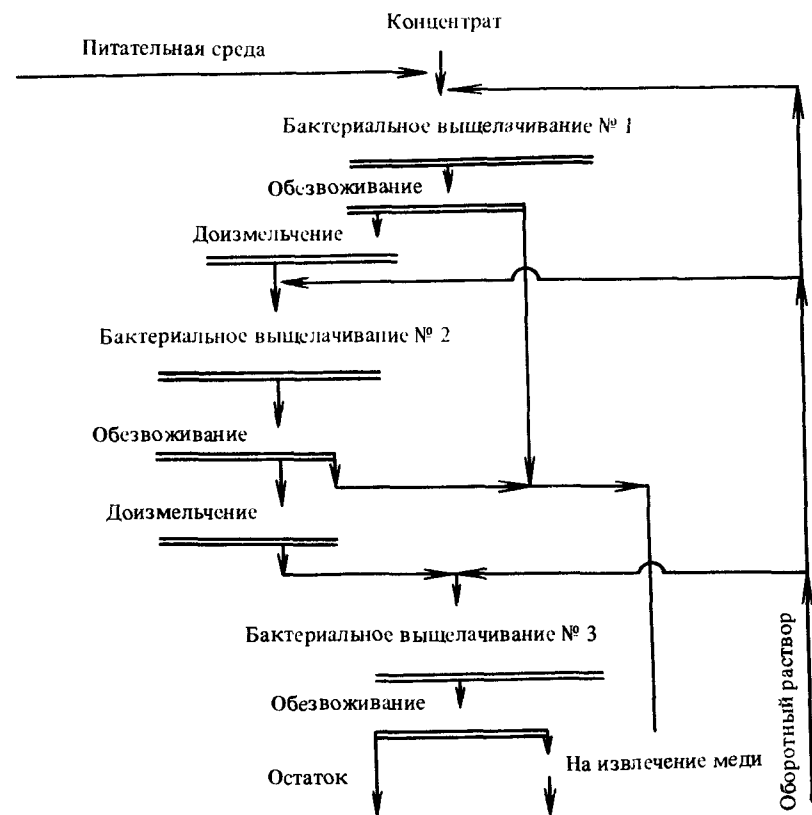 Концентрат
Питательная среда
Бактериальное выщелачивание № 1
Обезвоживание
Доизмельчение
Бактериальное выщелачивание № 2
Обезвоживание
Доизмельчение
Бактериальное выщелачивание № 3
Обезвоживание
На извлечение меди
Остаток
Оборотный раствор